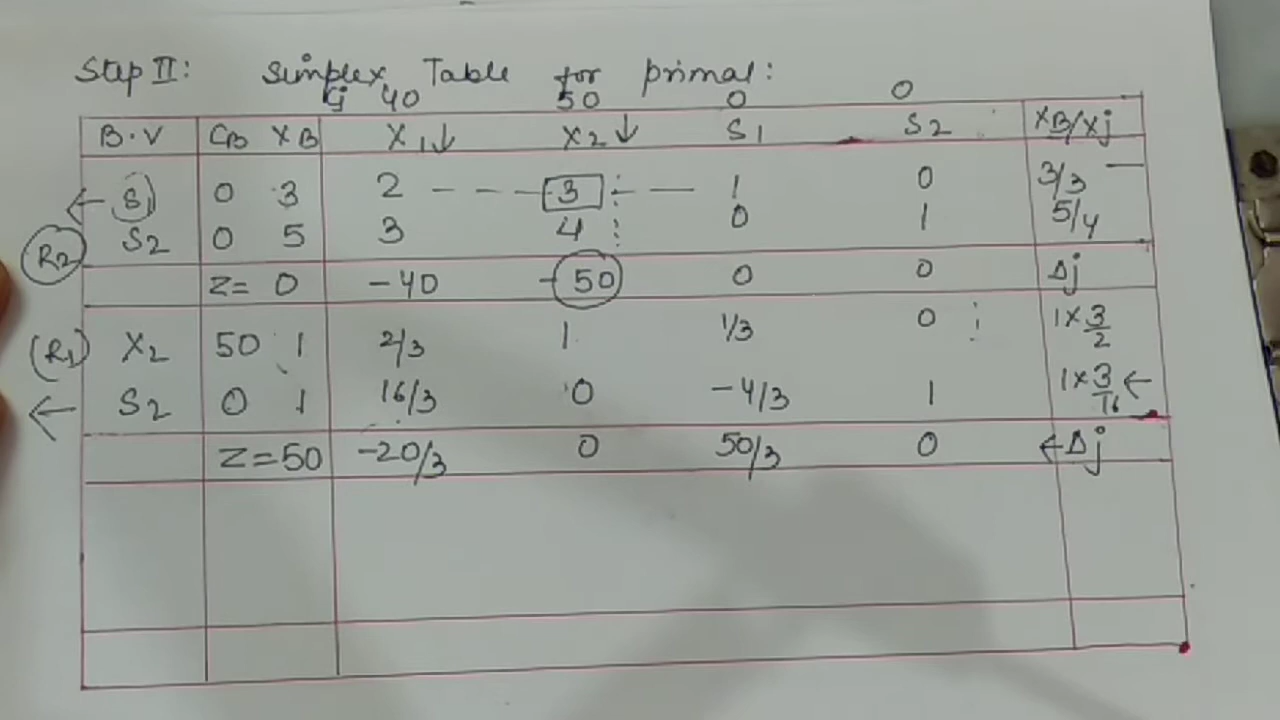 Step II: Simplex Table for primal:
Cj 40 50 0 0
B.V CB XB X1↓ X2↓ S1 S2 XB/Xj
← S1 0 3 2 3 1 0 3/3
R2 S2 0 5 3 4 0 1 5/4
Z= 0 -40 -50 0 0 Δj
(R1) X2 50 1 2/3 1 1/3 0 1×3/2
← S2 0 1 16/3 0 -4/3 1 1×3/16 ←
Z=50 -20/3 0 50/3 0 ←Δj